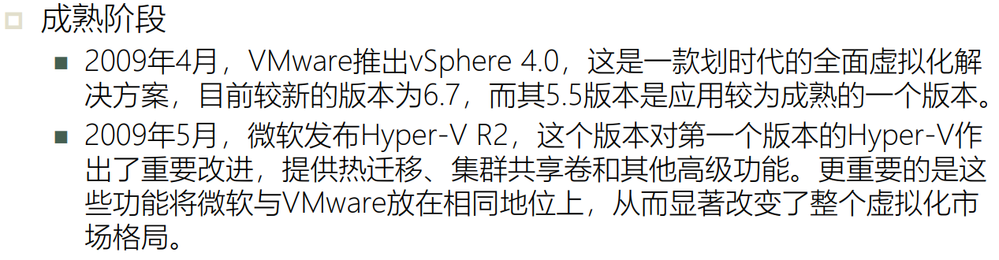 成熟阶段
2009年4月，VMware推出vSphere 4.0，这是一款划时代的全面虚拟化解
决方案，目前较新的版本为6.7，而其5.5版本是应用较为成熟的一个版本。
2009年5月，微软发布Hyper-V R2，这个版本对第一个版本的Hyper-V作
出了重要改进，提供热迁移、集群共享卷和其他高级功能。更重要的是这
些功能将微软与VMware放在相同地位上，从而显著改变了整个虚拟化市
场格局。